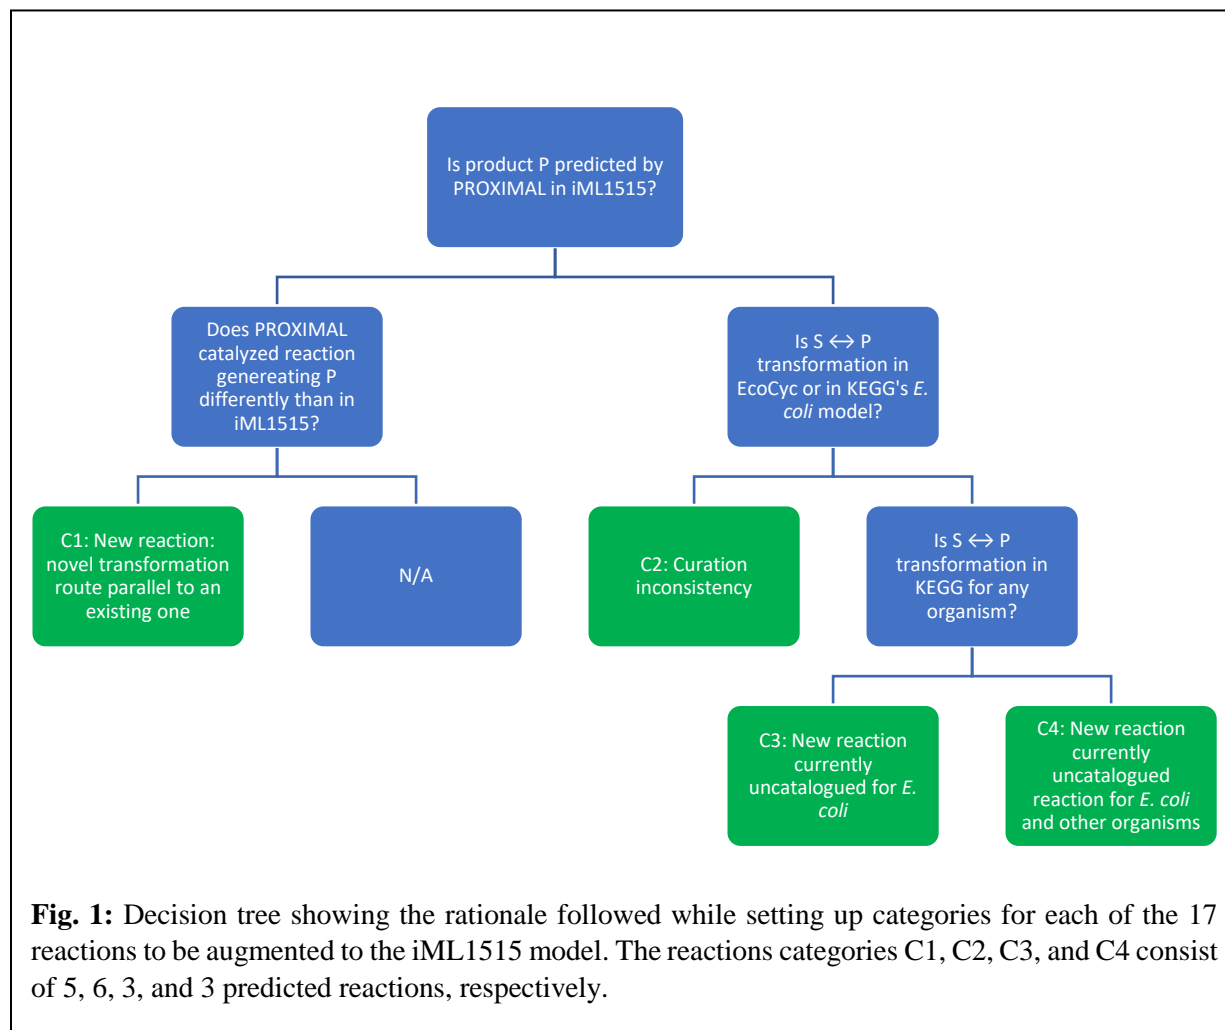 Is product P predicted by
PROXIMAL in iML1515?
Does PROXIMAL
catalyzed reaction
genereating P
differently than in
iML1515?
Is S ↔ P
transformation in
EcoCyc or in KEGG's E.
coli model?
C1: New reaction:
novel transformation
route parallel to an
existing one
N/A
C2: Curation
inconsistency
Is S ↔ P
transformation in
KEGG for any
organism?
C3: New reaction
currently
uncatalogued for E.
coli
C4: New reaction
currently
uncatalogued
reaction for E. coli
and other organisms
Fig. 1: Decision tree showing the rationale followed while setting up categories for each of the 17
reactions to be augmented to the iML1515 model. The reactions categories C1, C2, C3, and C4 consist
of 5, 6, 3, and 3 predicted reactions, respectively.